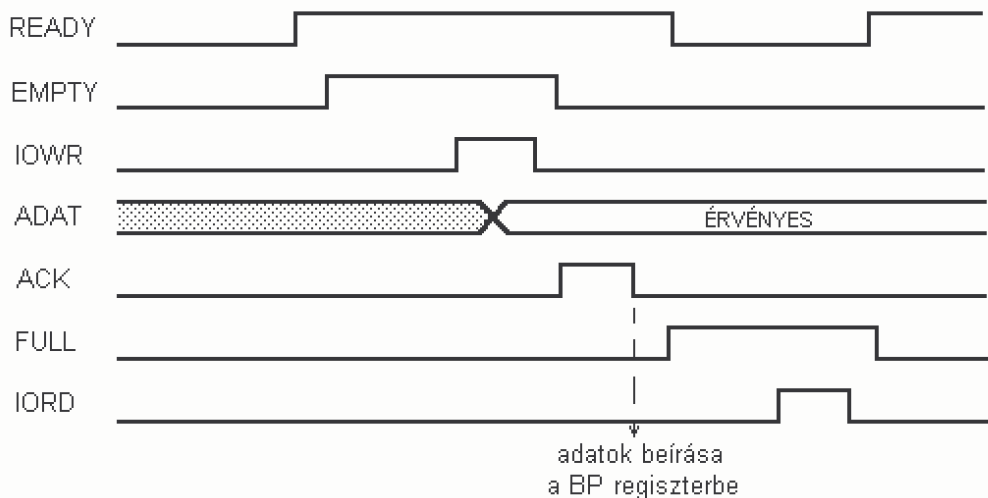 READY
EMPTY
IOWR
ADAT
ÉRVÉNYES
ACK
FULL
IORD
adatok beírása
a BP regiszterbe